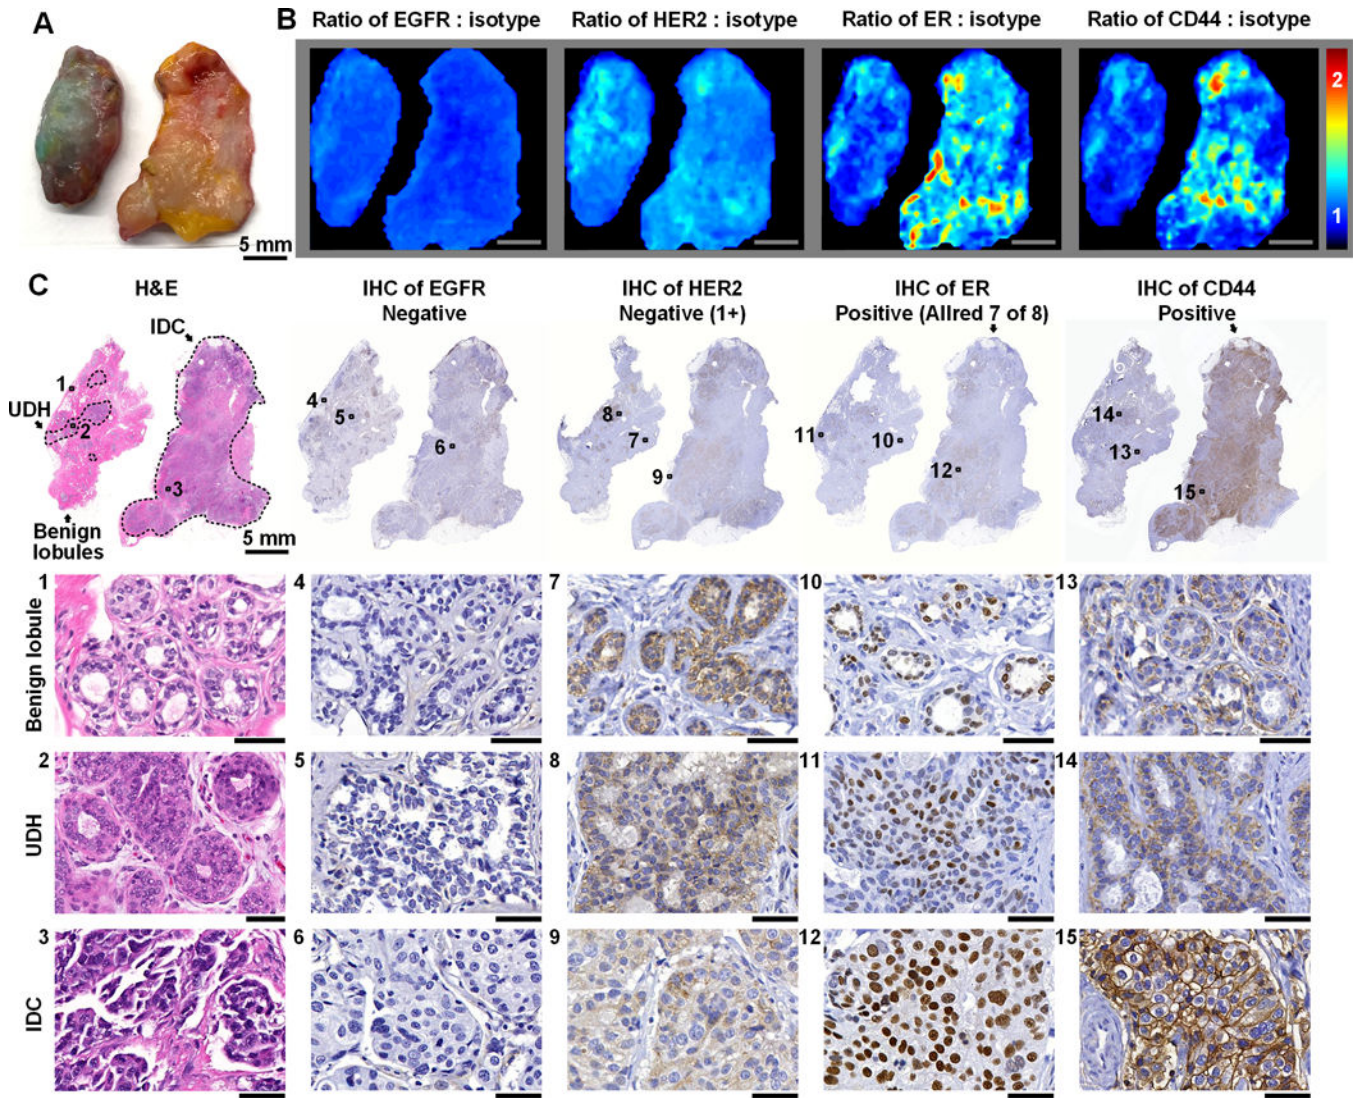 A
5 mm
B
Ratio of EGFR : isotype
Ratio of HER2 : isotype
Ratio of ER : isotype
Ratio of CD44 : isotype
2
1
C
H&E
IHC of EGFR
Negative
IHC of HER2
Negative (1+)
IHC of ER
Positive (Allred 7 of 8)
IHC of CD44
Positive
IDC
1
UDH
2
3
Benign
lobules
5 mm
4
5
6
8
7
9
11
10
12
14
13
15
Benign lobule
1
4
7
10
13
UDH
2
5
8
11
14
IDC
3
6
9
12
15